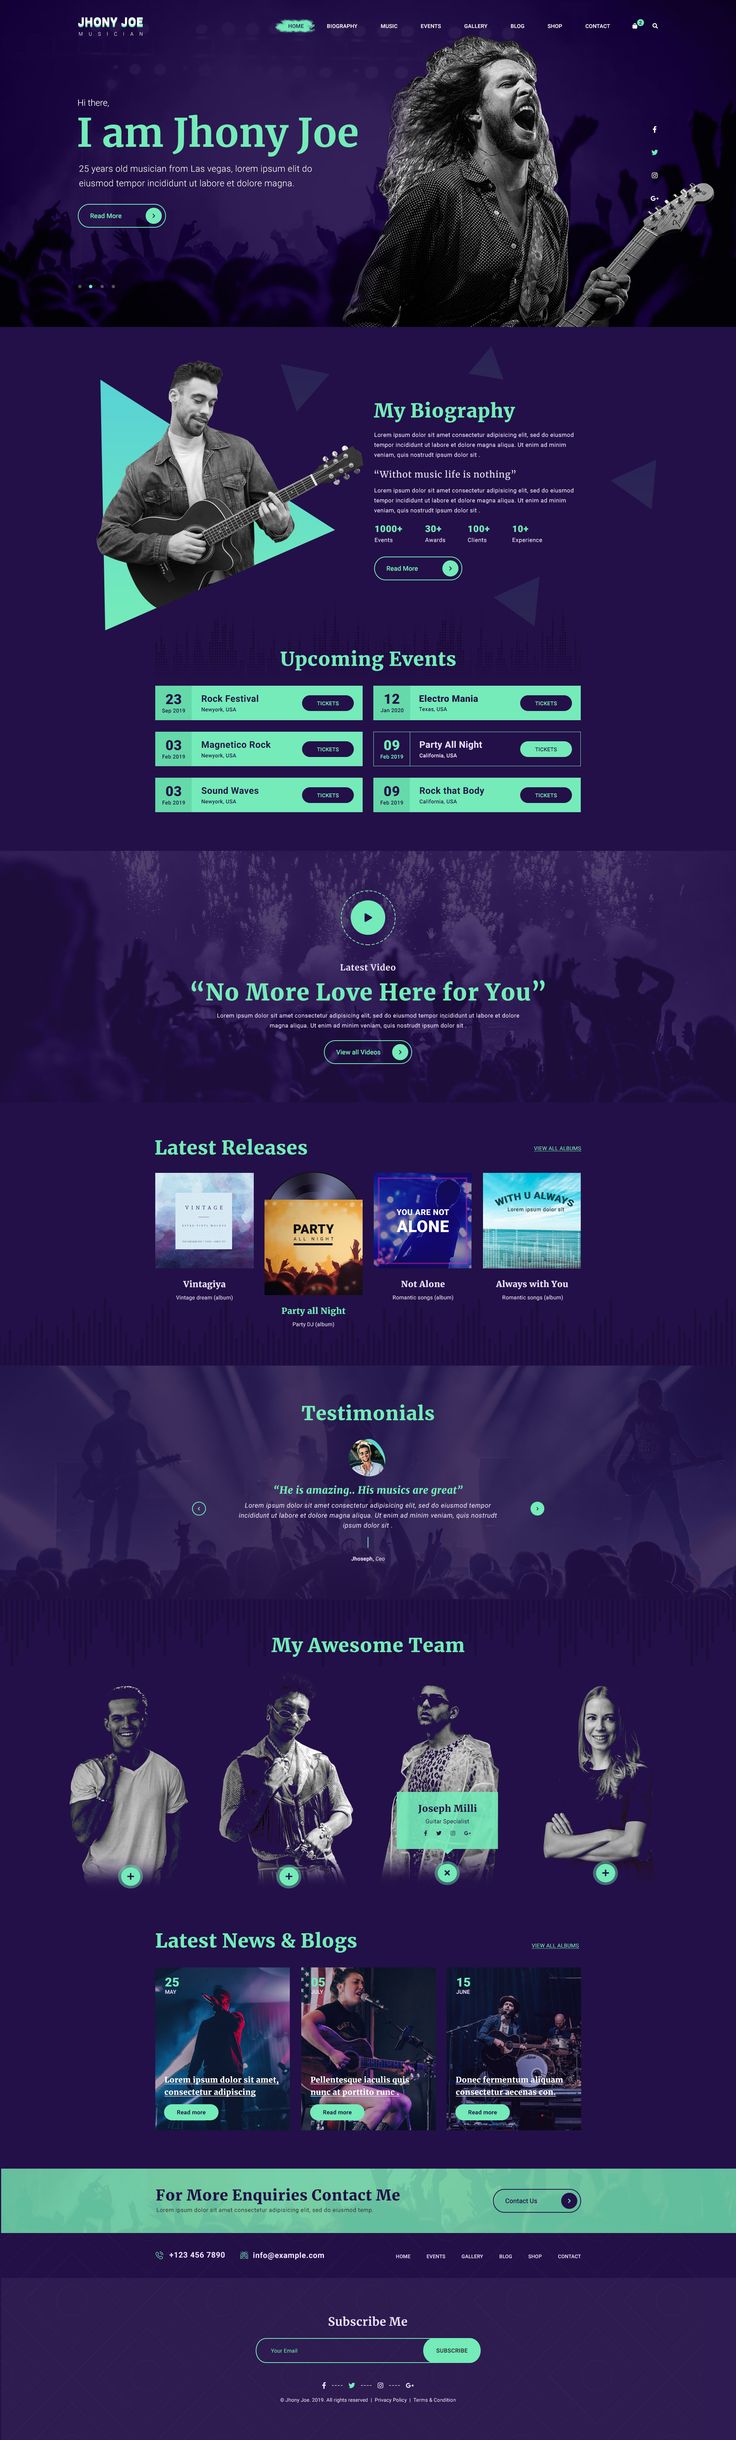 JHONY JOE
MUSICIAN
HOME BIOGRAPHY MUSIC EVENTS GALLERY BLOG SHOP CONTACT 2
Hi there,
I am Jhony Joe
25 years old musician from Las vegas, lorem ipsum elit do
eiusmod tempor incididunt ut labore et dolore magna.
Read More
My Biography
Lorem ipsum dolor sit amet consectetur adipisicing elit, sed do eiusmod
tempor incididunt ut labore et dolore magna aliqua. Ut enim ad minim
veniam, quis nostrudt ipsum dolor sit .
“Withot music life is nothing”
Lorem ipsum dolor sit amet consectetur adipisicing elit, sed do eiusmod
tempor incididunt ut labore et dolore magna aliqua. Ut enim ad minim
veniam, quis nostrudt ipsum dolor sit .
1000+ 30+ 100+ 10+
Events Awards Clients Experience
Read More
Upcoming Events
23 Sep 2019 Rock Festival Newyork, USA TICKETS
12 Jan 2020 Electro Mania Texas, USA TICKETS
03 Feb 2019 Magnetico Rock Newyork, USA TICKETS
09 Feb 2019 Party All Night California, USA TICKETS
03 Feb 2019 Sound Waves Newyork, USA TICKETS
09 Feb 2019 Rock that Body California, USA TICKETS
Latest Video
“No More Love Here for You”
Lorem ipsum dolor sit amet consectetur adipisicing elit, sed do eiusmod tempor incididunt ut labore et dolore
magna aliqua. Ut enim ad minim veniam, quis nostrudt ipsum dolor sit .
View all Videos
Latest Releases
VIEW ALL ALBUMS
VINTAGE
PARTY
ALL NIGHT
YOU ARE NOT
ALONE
WITH U ALWAYS
Lorem ipsum dolor sit
Vintagiya
Vintage dream (album)
Party all Night
Party DJ (album)
Not Alone
Romantic songs (album)
Always with You
Romantic songs (album)
Testimonials
“He is amazing.. His musics are great”
Lorem ipsum dolor sit amet consectetur adipisicing elit, sed do eiusmod tempor
incididunt ut labore et dolore magna aliqua. Ut enim ad minim veniam, quis nostrudt
ipsum dolor sit .
Jhoseph, Ceo
My Awesome Team
Joseph Milli
Guitar Specialist
Latest News & Blogs
VIEW ALL ALBUMS
25
MAY
Lorem ipsum dolor sit amet,
consectetur adipiscing
Read more
05
JULY
Pellentesque iaculis quis
nunc at porttito runc .
Read more
15
JUNE
Donec fermentum aliquam
consectetur aecenas con.
Read more
For More Enquiries Contact Me
Lorem ipsum dolor sit amet consectetur adipisicing elit, sed do eiusmod temp.
Contact Us
+123 456 7890 info@example.com
HOME EVENTS GALLERY BLOG SHOP CONTACT
Subscribe Me
Your Email
SUBSCRIBE
© Jhony Joe. 2019. All rights reserved | Privacy Policy | Terms & Condition